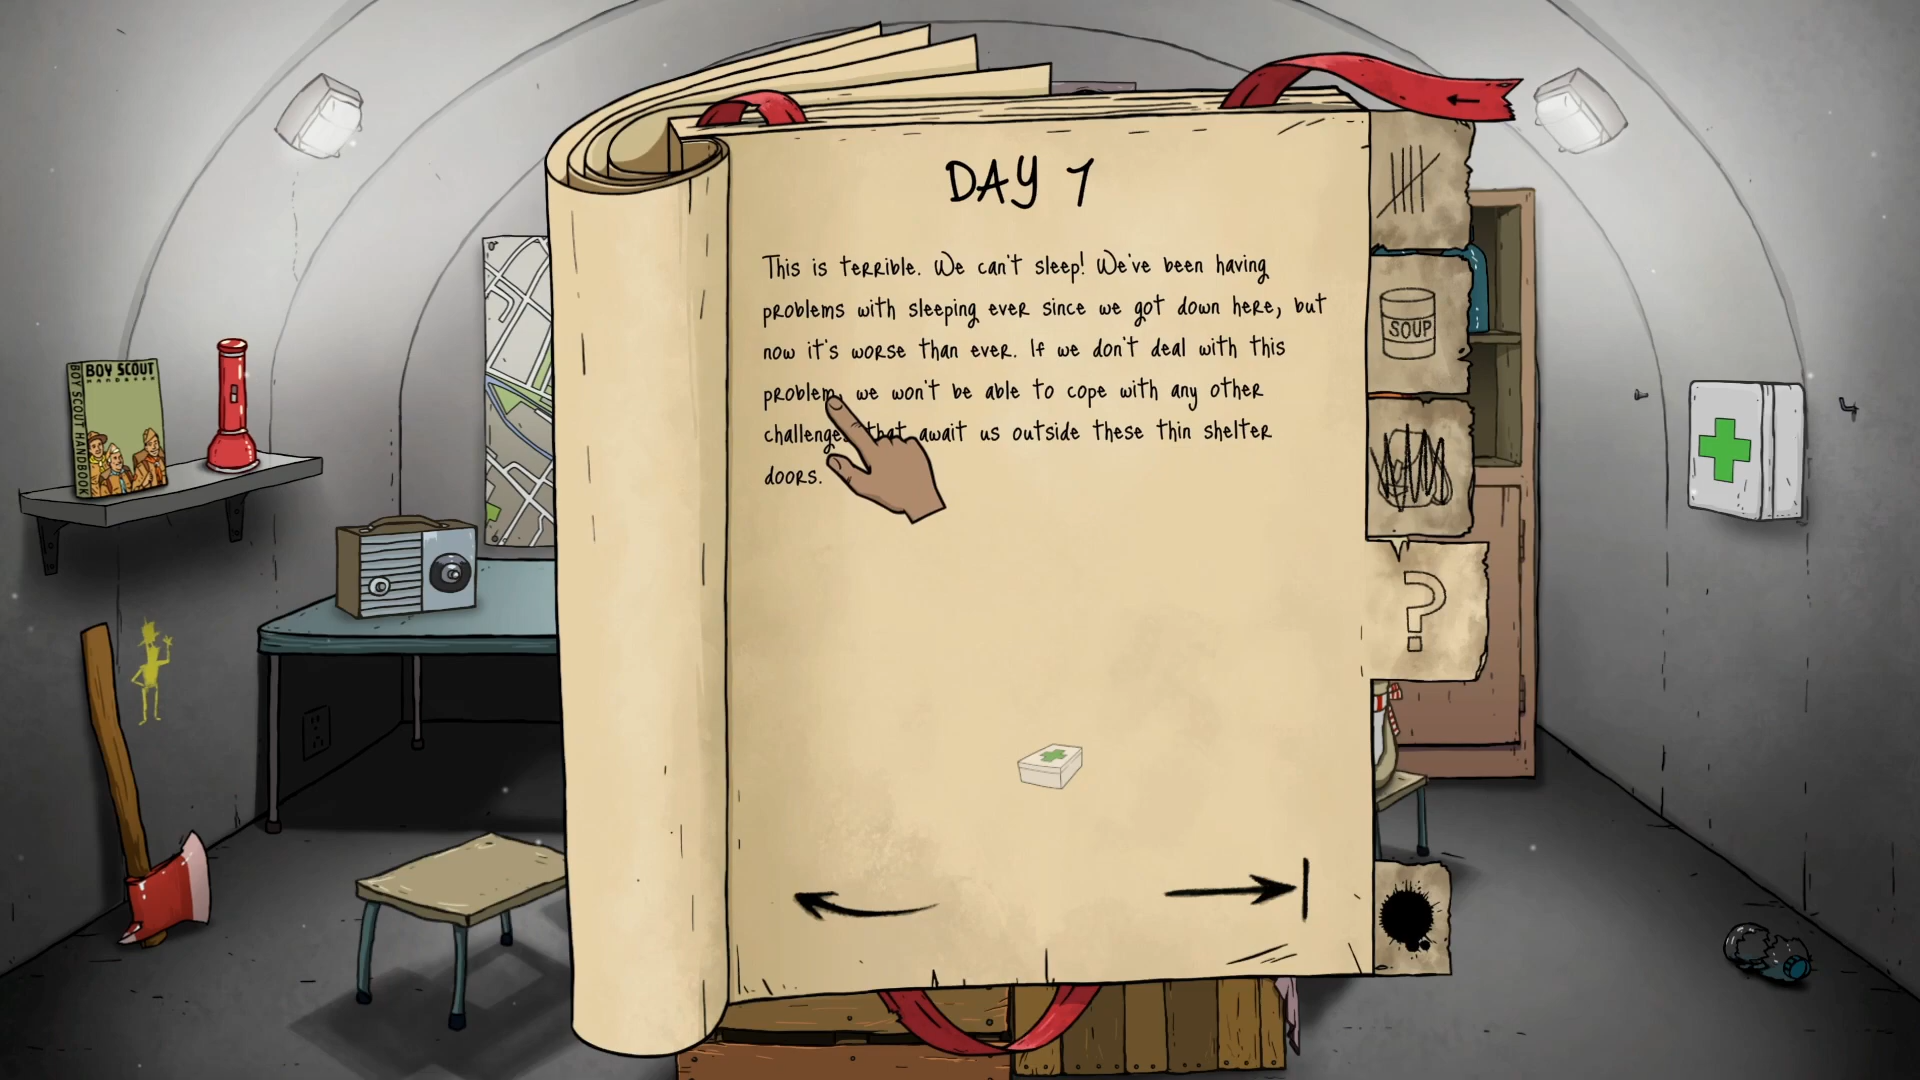 DAY 7
This is terrible. We can't sleep! We've been having
problems with sleeping ever since we got down here, but
now it's worse than ever. If we don't deal with this
problem, we won't be able to cope with any other
challenges that await us outside these thin shelter
doors.
BOY SCOUT
HANDBOOK
BOY SCOUT HANDBOOK
SOUP